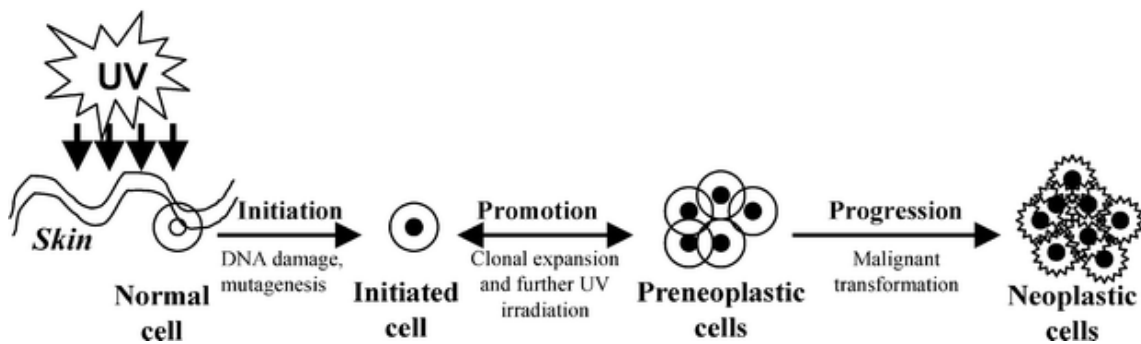 UV
Skin
Normal
cell
Initiation
DNA damage,
mutagenesis
Initiated
cell
Promotion
Clonal expansion
and further UV
irradiation
Preneoplastic
cells
Progression
Malignant
transformation
Neoplastic
cells